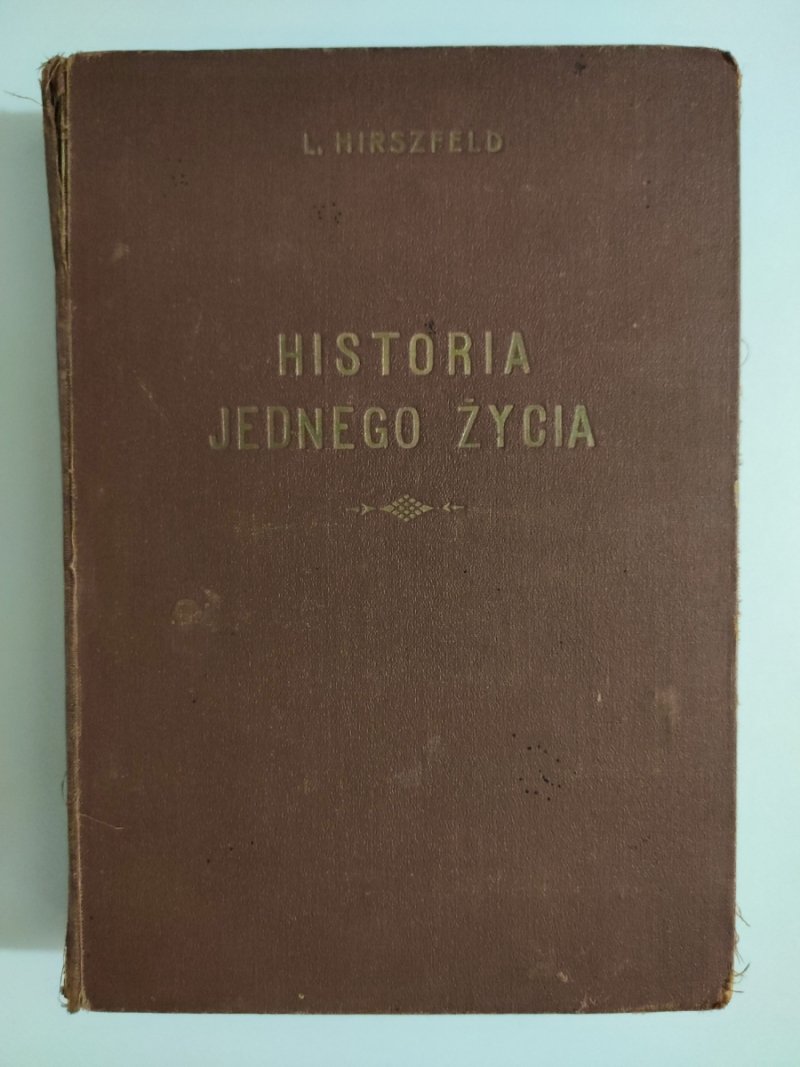 L. HIRSZFELD
HISTORIA
JEDNEGO ŻYCIA